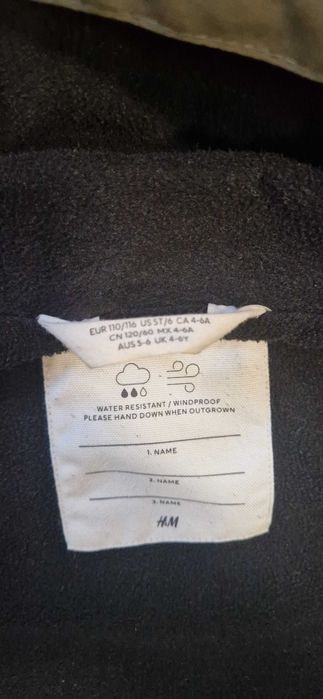 EUR 110/116 US 5T/6 CA 4-6A
CN 120/60 MX 4-6A
AUS 5-6 UK 4-6Y
WATER RESISTANT / WINDPROOF
PLEASE HAND DOWN WHEN OUTGROWN
1. NAME
2. NAME
3. NAME
H&M